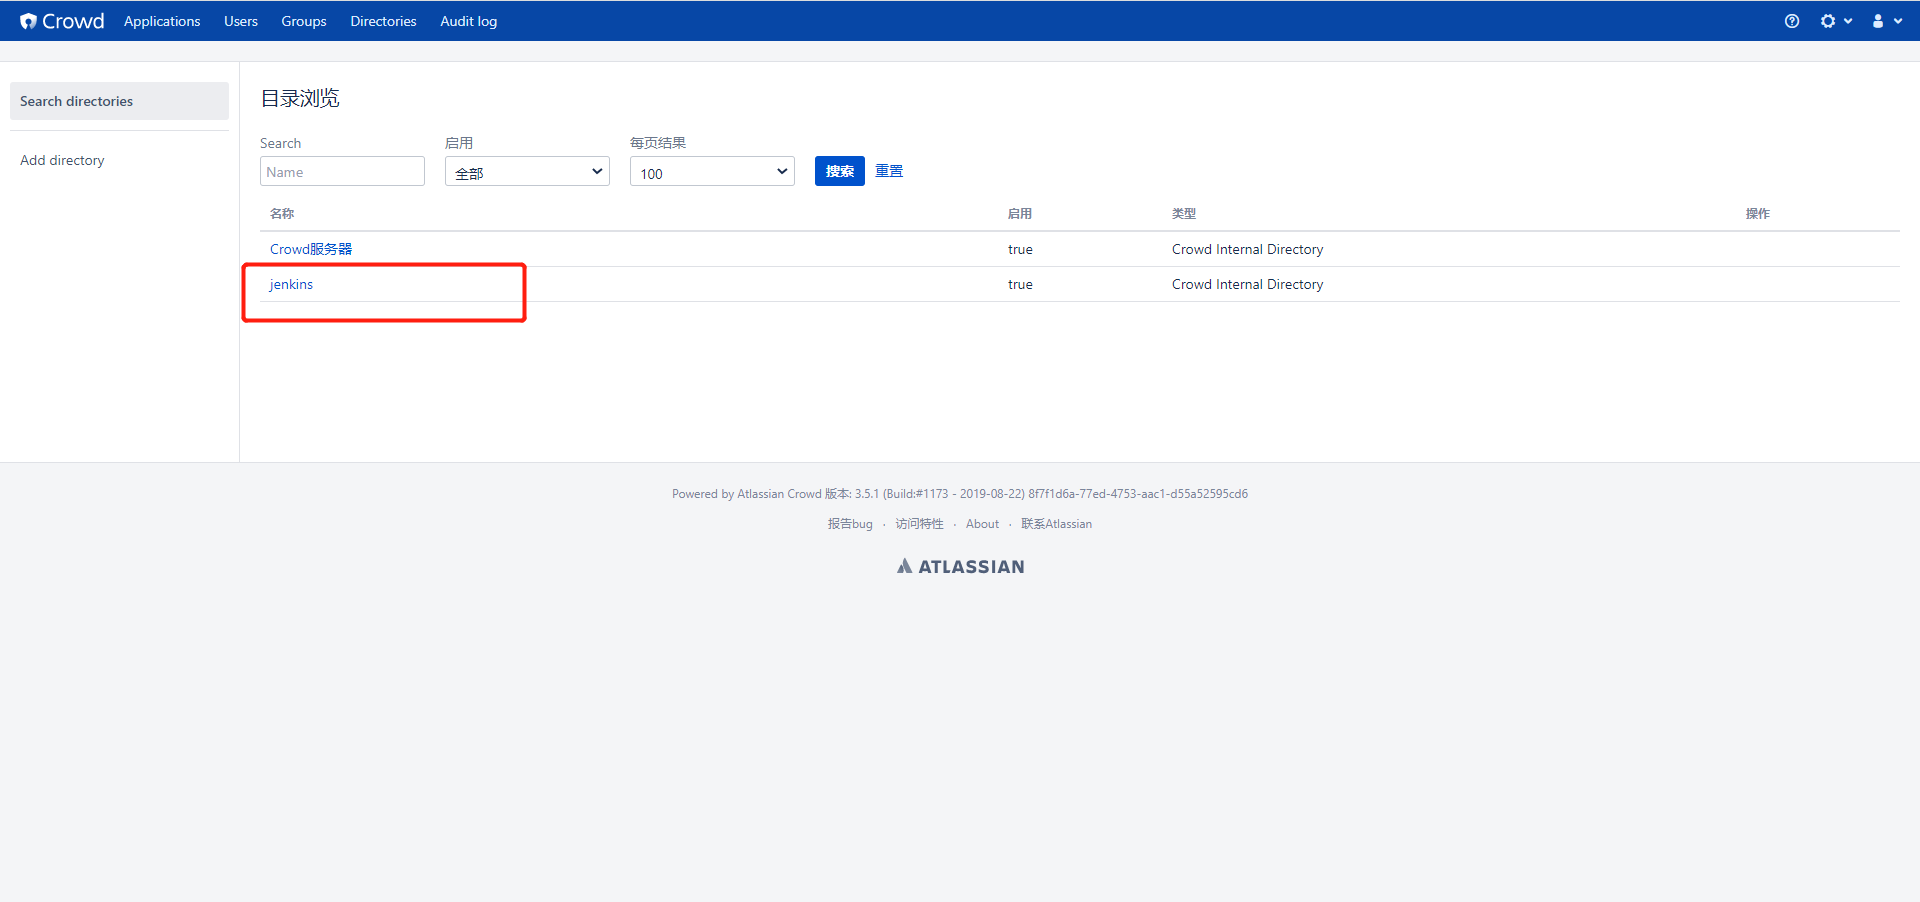 Crowd Applications Users Groups Directories Audit log
Search directories
Add directory
目录浏览
Search 启用 每页结果
Name 全部 100 搜索 重置
名称 启用 类型 操作
Crowd服务器 true Crowd Internal Directory
jenkins true Crowd Internal Directory
Powered by Atlassian Crowd 版本: 3.5.1 (Build:#1173 - 2019-08-22) 8f7f1d6a-77ed-4753-aac1-d55a52595cd6
报告bug · 访问特性 · About · 联系Atlassian
ATLASSIAN